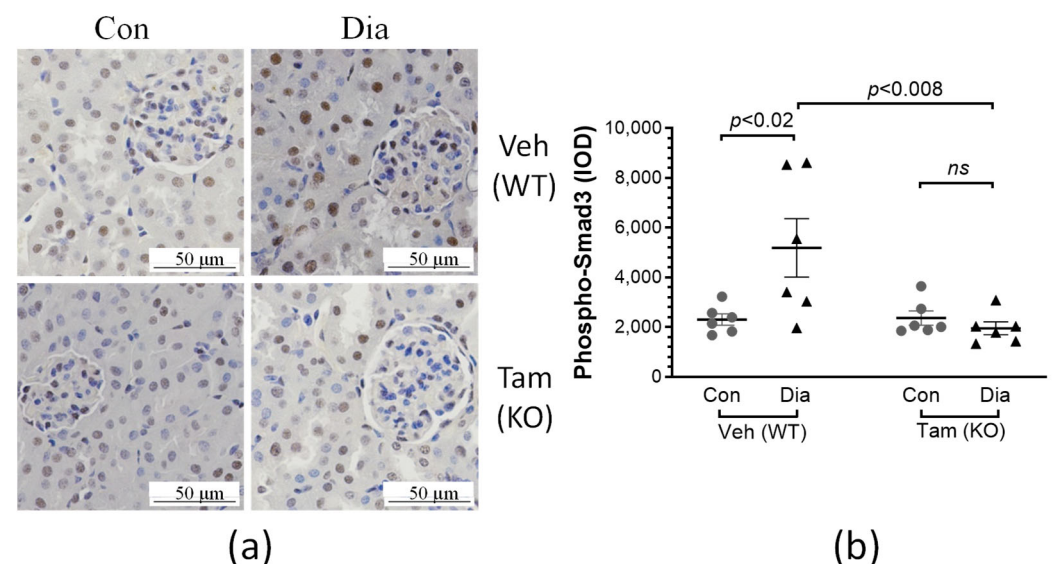 Con Dia
Veh
(WT)
50 µm 50 µm
Tam
(KO)
50 µm 50 µm
(a)
p<0.008
p<0.02
ns
Phospho-Smad3 (IOD)
10,000
8,000
6,000
4,000
2,000
0
Con Dia Con Dia
Veh (WT) Tam (KO)
(b)